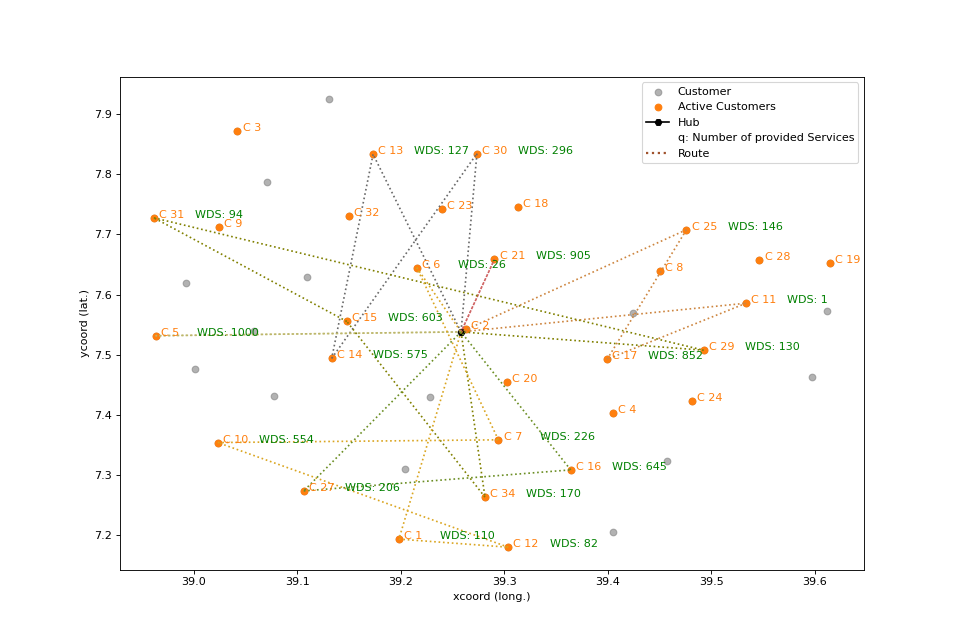 Customer
Active Customers
Hub
q: Number of provided Services
Route
C 3
C 13 WDS: 127
C 30 WDS: 296
C 31 WDS: 94
C 9
C 32
C 23
C 18
C 25 WDS: 146
C 6 WDS: 26
C 21 WDS: 905
C 8
C 28
C 19
C 11 WDS: 1
C 5 WDS: 1000
C 15 WDS: 603
C 2
C 14 WDS: 575
C 17 WDS: 852
C 29 WDS: 130
C 20
C 4
C 24
C 10 WDS: 554
C 7 WDS: 226
C 16 WDS: 645
C 27 WDS: 206
C 34 WDS: 170
C 1 WDS: 110
C 12 WDS: 82
7.9
7.8
7.7
7.6
7.5
7.4
7.3
7.2
ycoord (lat.)
39.0 39.1 39.2 39.3 39.4 39.5 39.6
xcoord (long.)